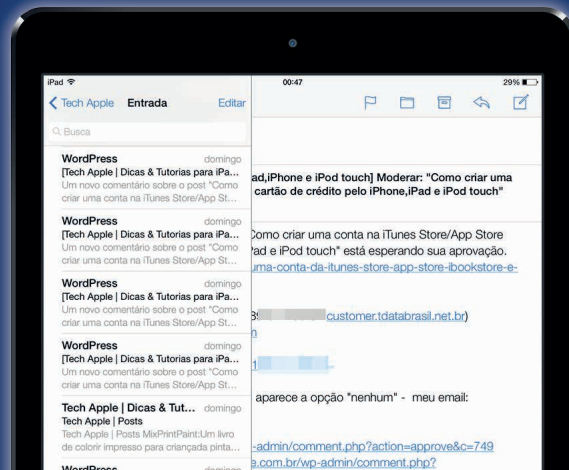 iPad
00:47
29%
Tech Apple
Entrada
Editar
Busca
WordPress domingo
[Tech Apple | Dicas & Tutorias para iPa...
Um novo comentário sobre o post "Como
criar uma conta na iTunes Store/App St...
WordPress domingo
[Tech Apple | Dicas & Tutorias para iPa...
Um novo comentário sobre o post "Como
criar uma conta na iTunes Store/App St...
WordPress domingo
[Tech Apple | Dicas & Tutorias para iPa...
Um novo comentário sobre o post "Como
criar uma conta na iTunes Store/App St...
WordPress domingo
[Tech Apple | Dicas & Tutorias para iPa...
Um novo comentário sobre o post "Como
criar uma conta na iTunes Store/App St...
Tech Apple | Dicas & Tut... domingo
Tech Apple | Posts
Tech Apple | Posts MixPrintPaint:Um livro
de colorir impresso para criançada pinta...
WordPress domingo
ad,iPhone e iPod touch] Moderar: "Como criar uma
cartão de crédito pelo iPhone,iPad e iPod touch"
Como criar uma conta na iTunes Store/App Store
Pad e iPod touch" está esperando sua aprovação.
uma-conta-da-itunes-store-app-store-ibookstore-e-
customer.tdatabrasil.net.br)
aparece a opção "nenhum" - meu email:
-admin/comment.php?action=approve&c=749
e.com.br/wp-admin/comment.php?